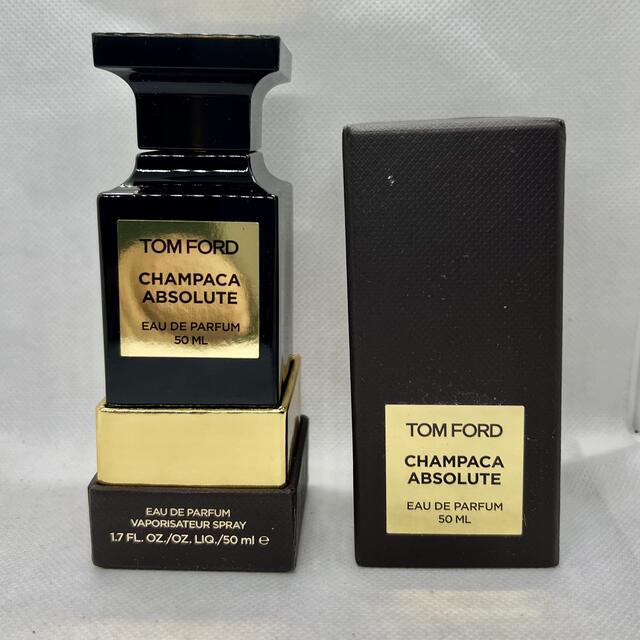 TOM FORD
CHAMPACA
ABSOLUTE
EAU DE PARFUM
50 ML
EAU DE PARFUM
VAPORISATEUR SPRAY
1.7 FL. OZ./OZ. LIQ./50 ml ℮
TOM FORD
CHAMPACA
ABSOLUTE
EAU DE PARFUM
50 ML